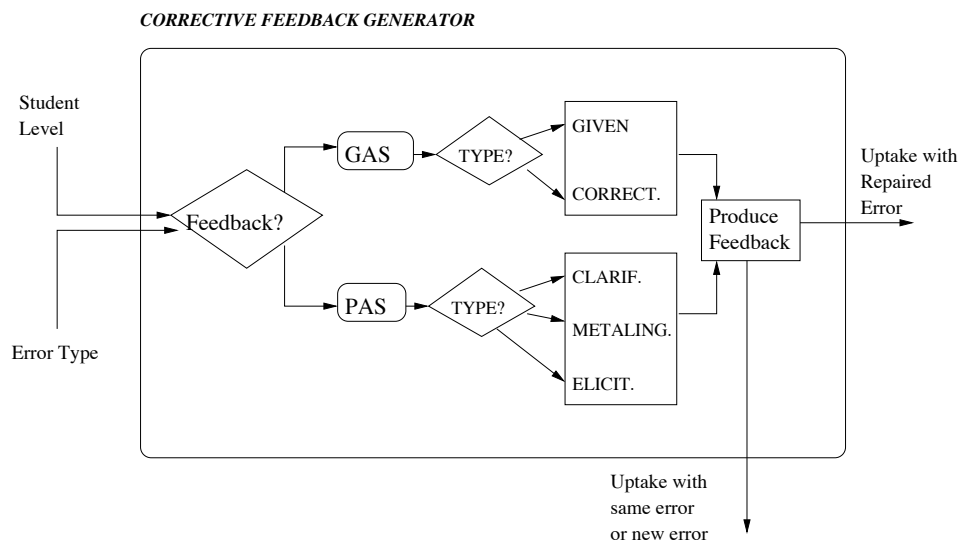 CORRECTIVE FEEDBACK GENERATOR
Student
Level
Error Type
Feedback?
GAS
TYPE?
GIVEN
CORRECT.
PAS
TYPE?
CLARIF.
METALING.
ELICIT.
Produce
Feedback
Uptake with
Repaired
Error
Uptake with
same error
or new error